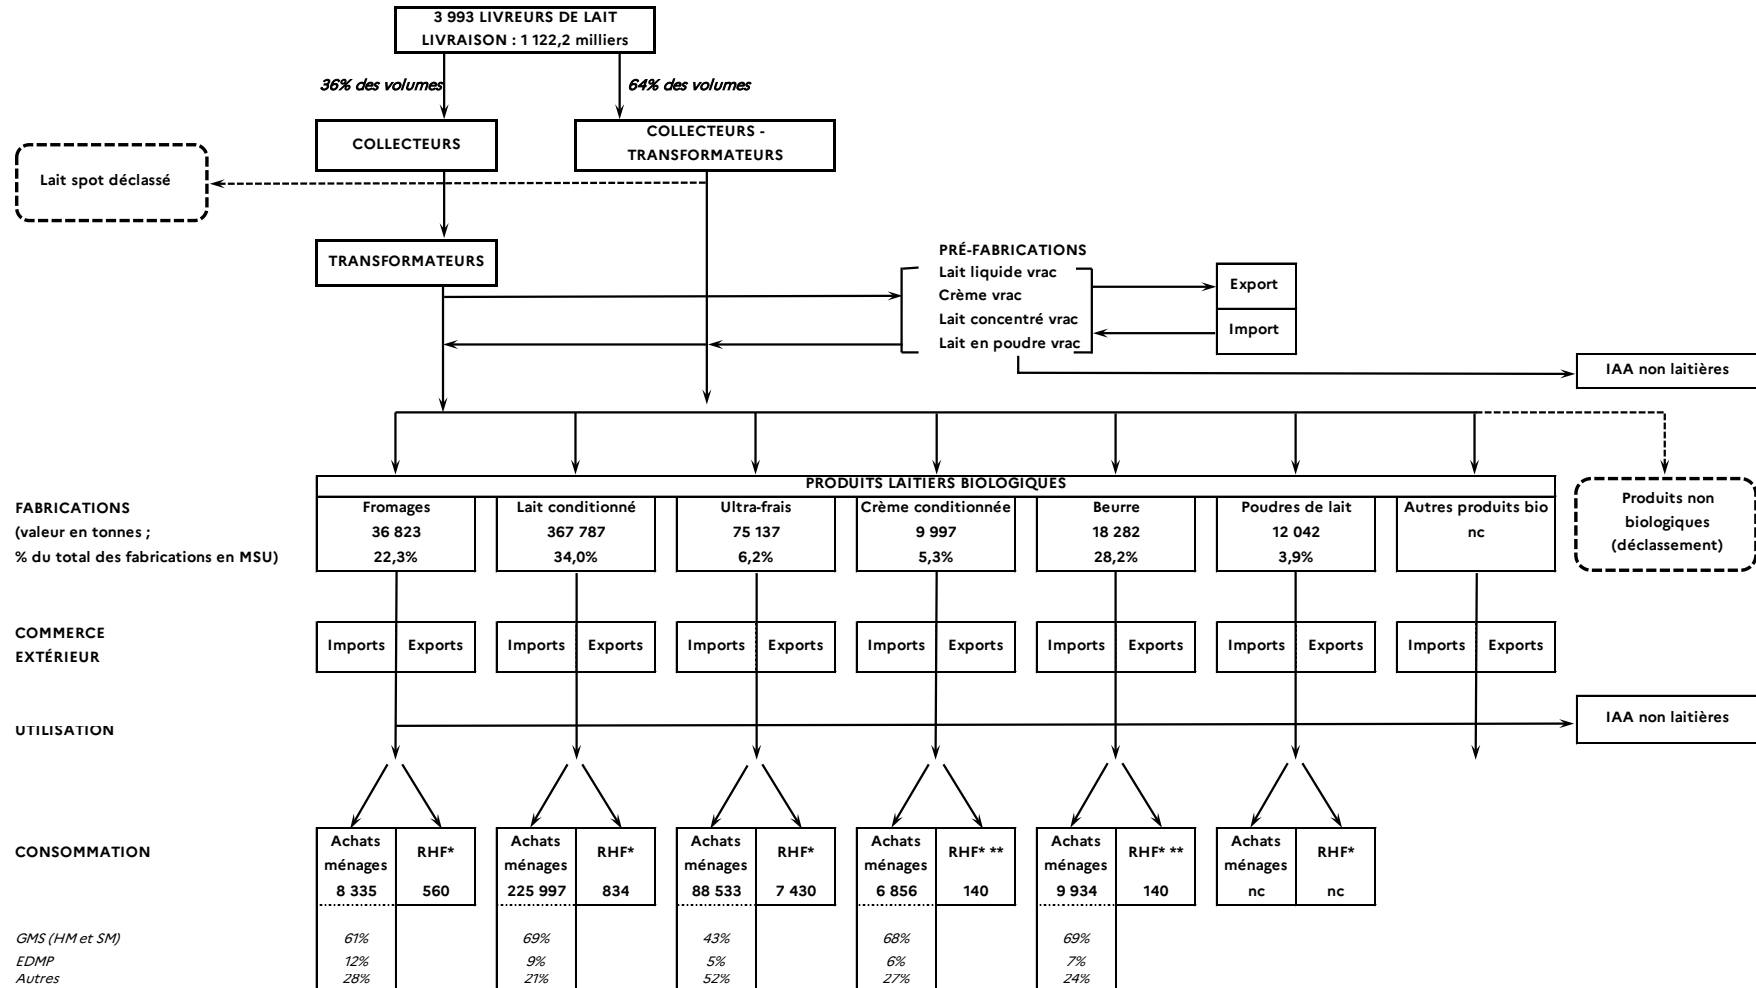 3 993 LIVREURS DE LAIT
LIVRAISON : 1 122,2 milliers
36% des volumes
64% des volumes
COLLECTEURS
COLLECTEURS -
TRANSFORMATEURS
Lait spot déclassé
TRANSFORMATEURS
PRÉ-FABRICATIONS
Lait liquide vrac
Crème vrac
Lait concentré vrac
Lait en poudre vrac
Export
Import
IAA non laitières
PRODUITS LAITIERS BIOLOGIQUES
FABRICATIONS
(valeur en tonnes ;
% du total des fabrications en MSU)
Fromages
36 823
22,3%
Lait conditionné
367 787
34,0%
Ultra-frais
75 137
6,2%
Crème conditionnée
9 997
5,3%
Beurre
18 282
28,2%
Poudres de lait
12 042
3,9%
Autres produits bio
nc
Produits non
biologiques
(déclassement)
COMMERCE
EXTÉRIEUR
Imports Exports
Imports Exports
Imports Exports
Imports Exports
Imports Exports
Imports Exports
Imports Exports
UTILISATION
IAA non laitières
CONSOMMATION
Achats
ménages
8 335
RHF*
560
Achats
ménages
225 997
RHF*
834
Achats
ménages
88 533
RHF*
7 430
Achats
ménages
6 856
RHF* **
140
Achats
ménages
9 934
RHF* **
140
Achats
ménages
nc
RHF*
nc
GMS (HM et SM) 61% 69% 43% 68% 69%
EDMP 12% 9% 5% 6% 7%
Autres 28% 21% 52% 27% 24%